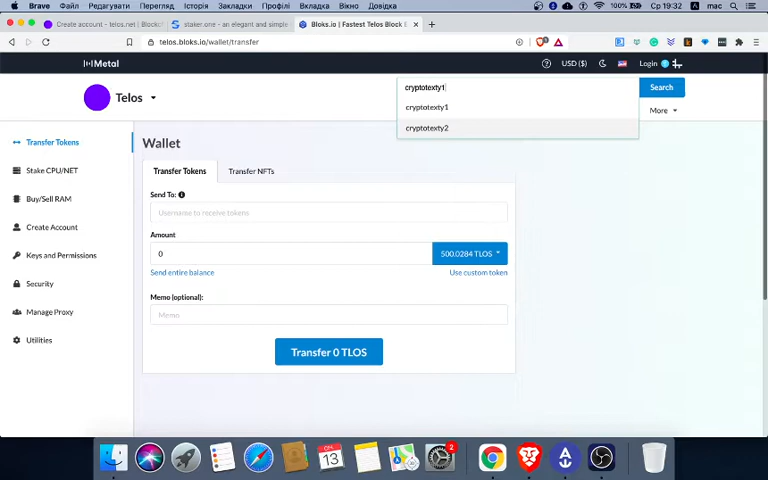 Brave Файл Редагувати Перегляд Історія Закладки Профілі Вкладка Вікно Довідка 100% mac Ср 19:32
Create account - telos.net | Block
staker.one - an elegant and simple
Bloks.io | Fastest Telos Block E
telos.bloks.io/wallet/transfer
Metal USD ($) Login
Telos cryptotexty1 Search
cryptotexty1
cryptotexty2
More
Transfer Tokens
Stake CPU/NET
Buy/Sell RAM
Create Account
Keys and Permissions
Security
Manage Proxy
Utilities
Wallet
Transfer Tokens Transfer NFTs
Send To:
Username to receive tokens
Amount
0 500.0284 TLOS
Send entire balance Use custom token
Memo (optional):
Memo
Transfer 0 TLOS
13
2